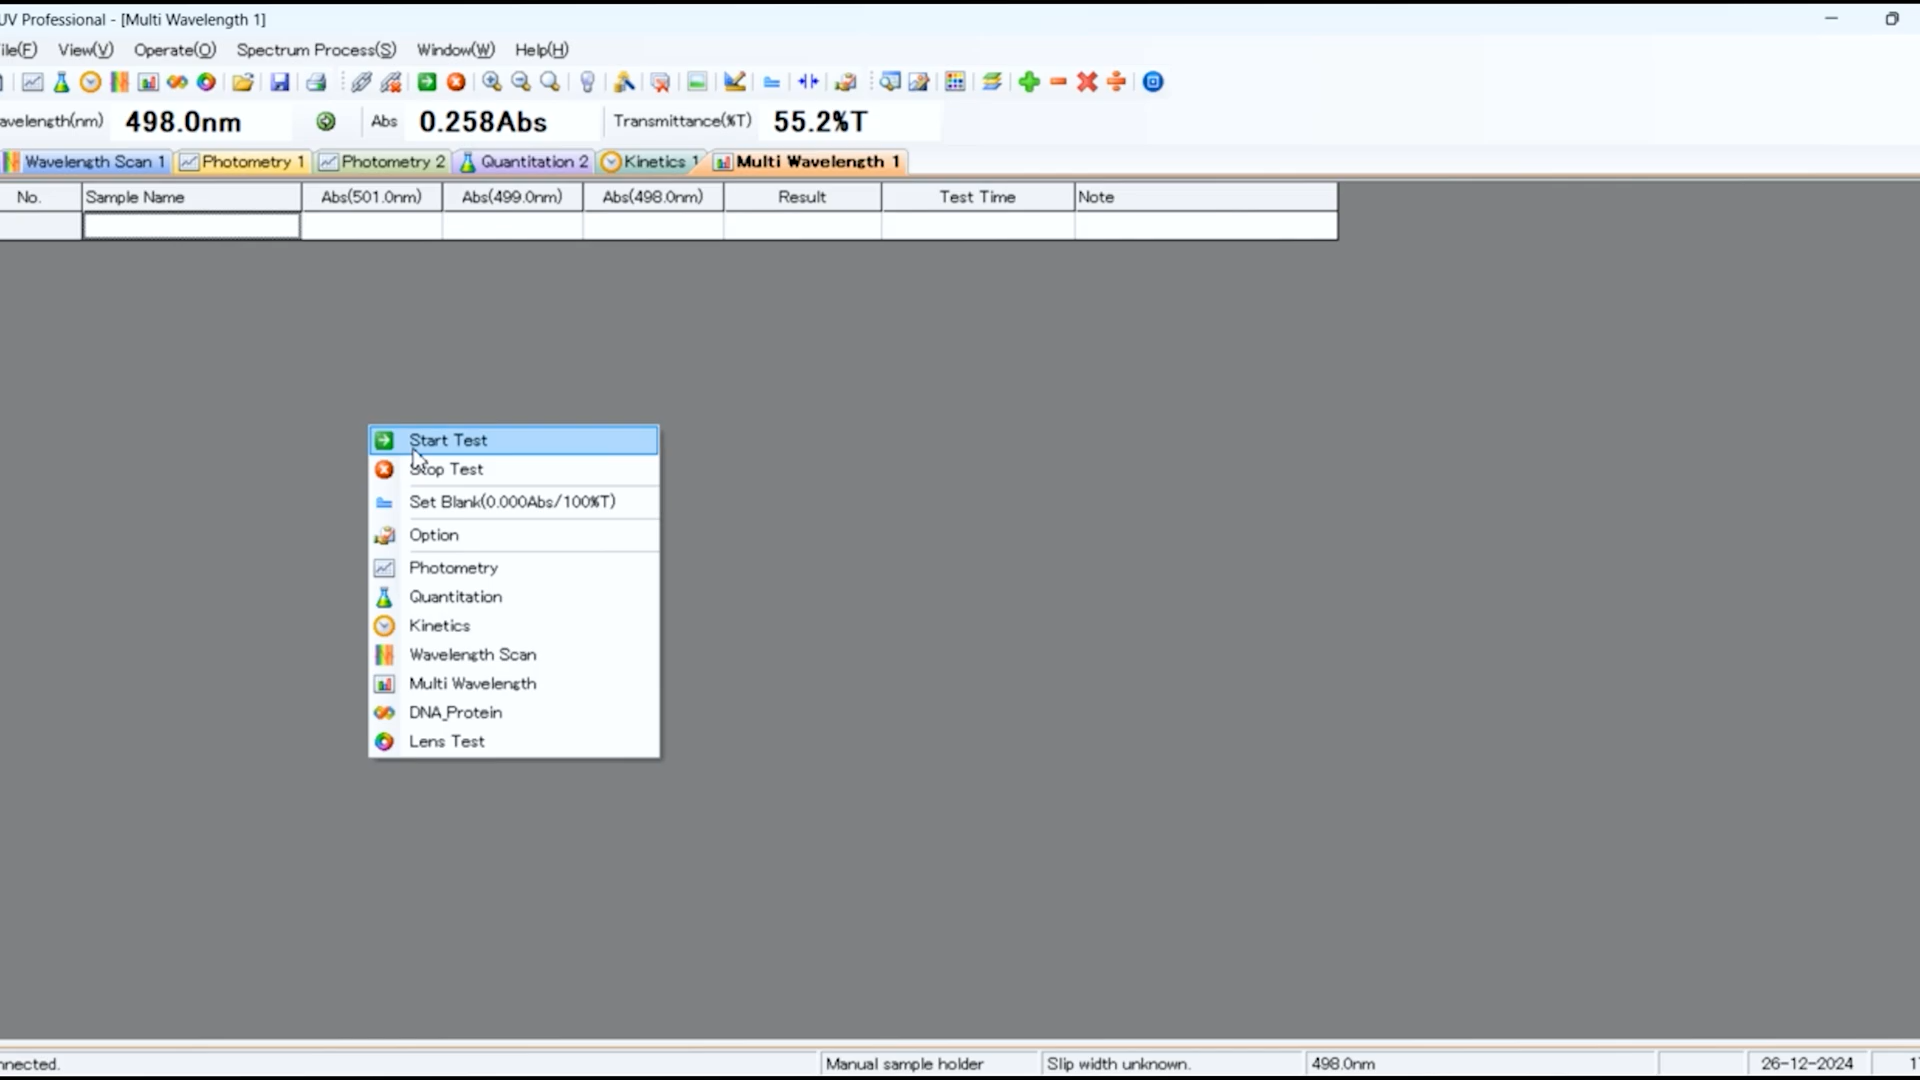 UV Professional - [Multi Wavelength 1]
ile(F) View(V) Operate(O) Spectrum Process(S) Window(W) Help(H)
avelength(nm) 498.0nm Abs 0.258Abs Transmittance(%T) 55.2%T
Wavelength Scan 1 Photometry 1 Photometry 2 Quantitation 2 Kinetics 1 Multi Wavelength 1
No. Sample Name Abs(501.0nm) Abs(499.0nm) Abs(498.0nm) Result Test Time Note
Start Test
Stop Test
Set Blank(0.000Abs/100%T)
Option
Photometry
Quantitation
Kinetics
Wavelength Scan
Multi Wavelength
DNA_Protein
Lens Test
nnected. Manual sample holder Slip width unknown. 498.0nm 26-12-2024